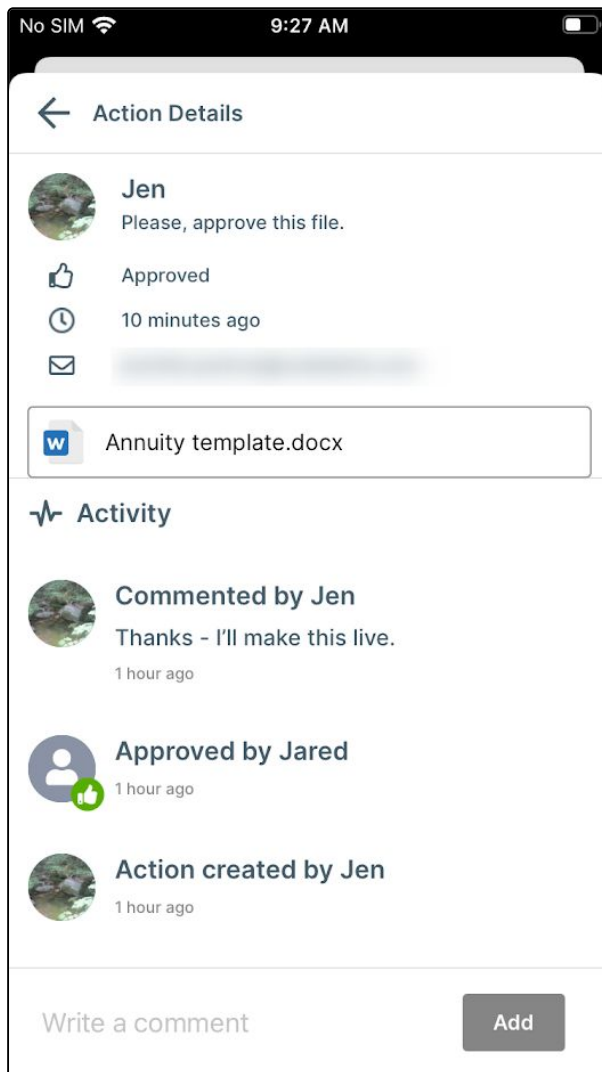 No SIM
9:27 AM
Action Details
Jen
Please, approve this file.
Approved
10 minutes ago
W
Annuity template.docx
Activity
Commented by Jen
Thanks - I'll make this live.
1 hour ago
Approved by Jared
1 hour ago
Action created by Jen
1 hour ago
Write a comment
Add